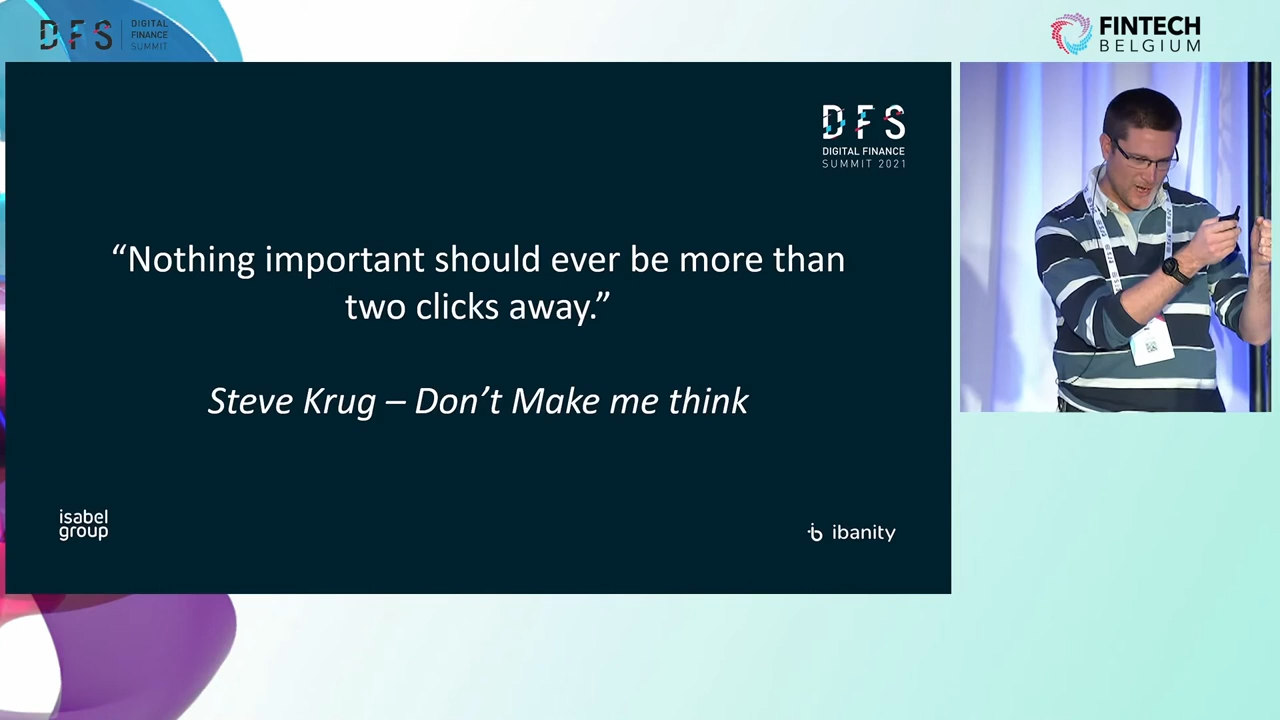 DFS
DIGITAL
FINANCE
SUMMIT
FINTECH
BELGIUM
DFS
DIGITAL FINANCE
SUMMIT 2021
“Nothing important should ever be more than
two clicks away.”
Steve Krug – Don’t Make me think
isabel
group
ibanity